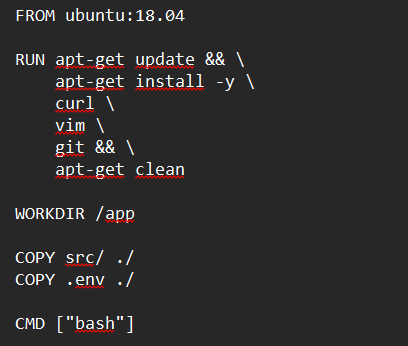 FROM ubuntu:18.04
RUN apt-get update && \
apt-get install -y \
curl \
vim \
git && \
apt-get clean
WORKDIR /app
COPY src/ ./
COPY .env ./
CMD ["bash"]